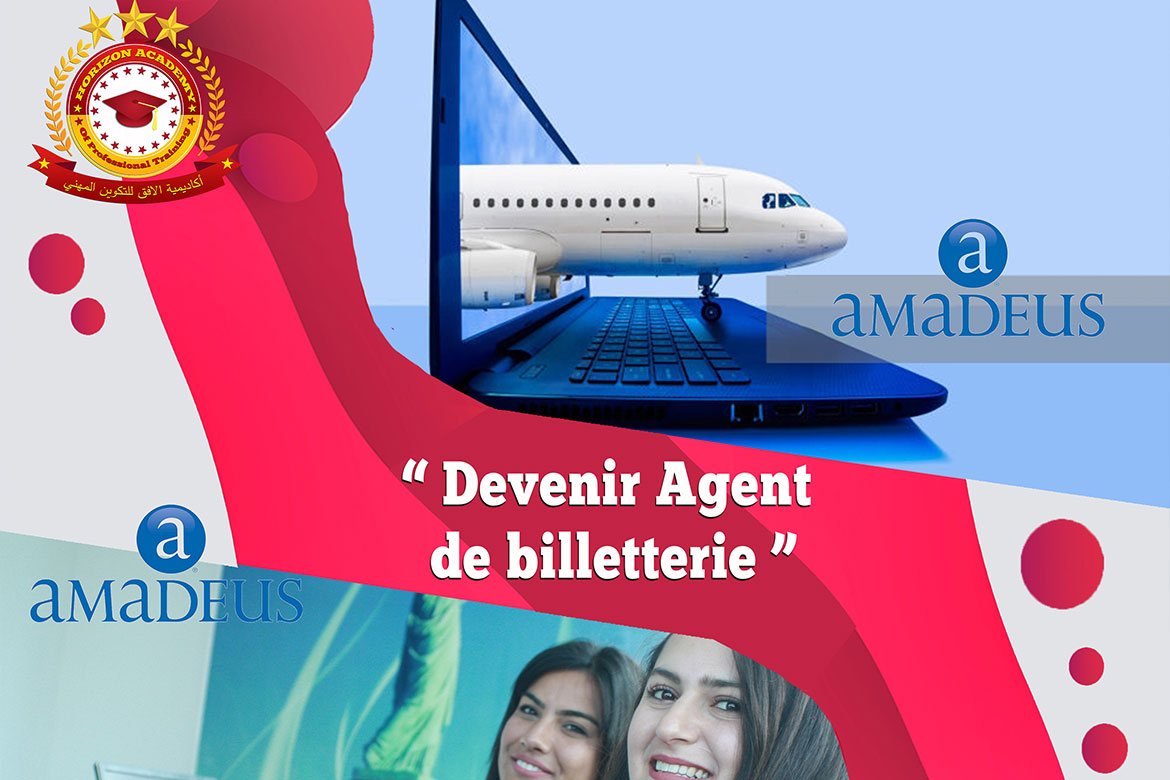 HORIZON ACADEMY
Of Professional Training
أكاديمية الافق للتكوين المهني
a
AMADEUS
“ Devenir Agent
de billetterie ”
a
AMADEUS